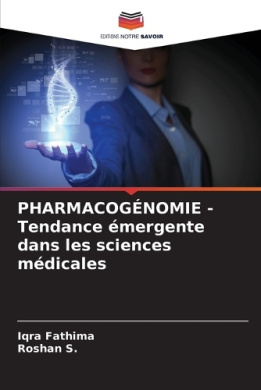 EDITIONS NOTRE SAVOIR
PHARMACOGÉNOMIE -
Tendance émergente
dans les sciences
médicales
Iqra Fathima
Roshan S.